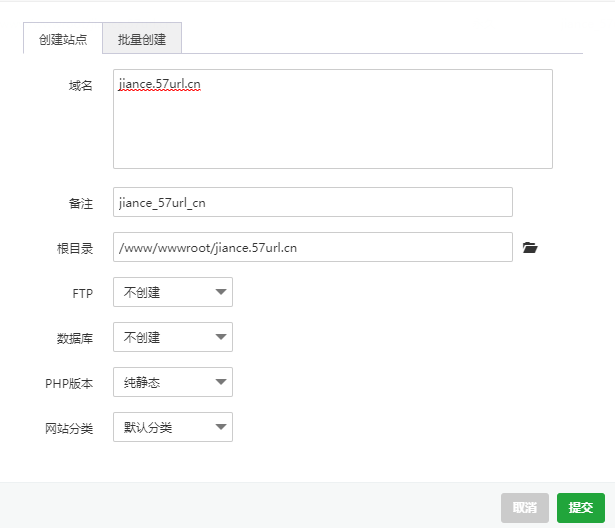 创建站点 批量创建
域名 jiance.57url.cn
备注 jiance_57url_cn
根目录 /www/wwwroot/jiance.57url.cn
FTP 不创建
数据库 不创建
PHP版本 纯静态
网站分类 默认分类
取消 提交